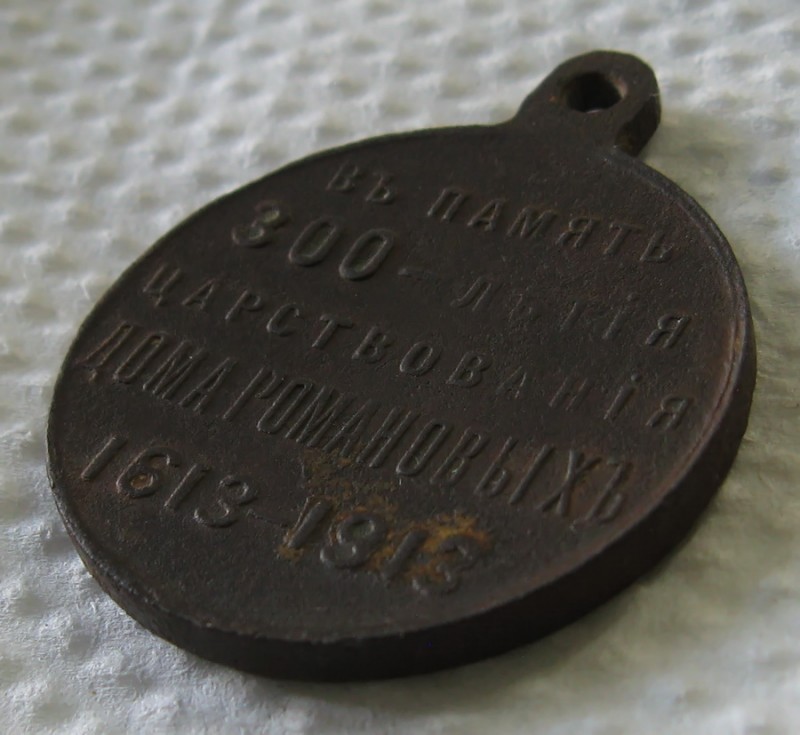 ВЪ ПАМЯТЬ
300-ЛѢТІЯ
ЦАРСТВОВАНІЯ
ДОМА РОМАНОВЫХЪ
1613-1913